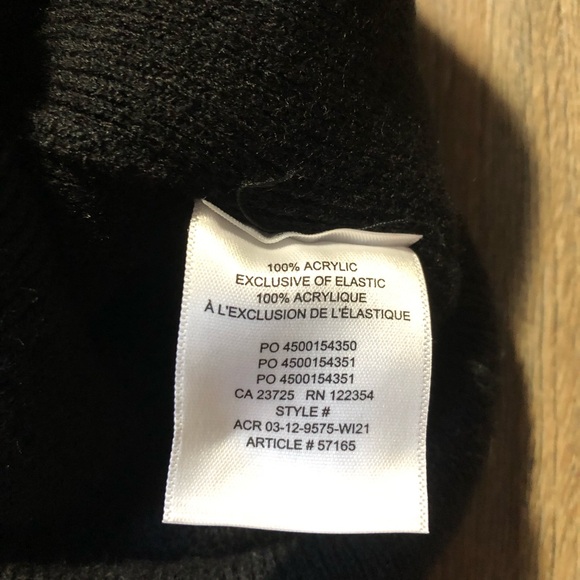 100% ACRYLIC
EXCLUSIVE OF ELASTIC
100% ACRYLIQUE
À L'EXCLUSION DE L'ÉLASTIQUE
PO 4500154350
PO 4500154351
PO 4500154351
CA 23725 RN 122354
STYLE #
ACR 03-12-9575-WI21
ARTICLE # 57165